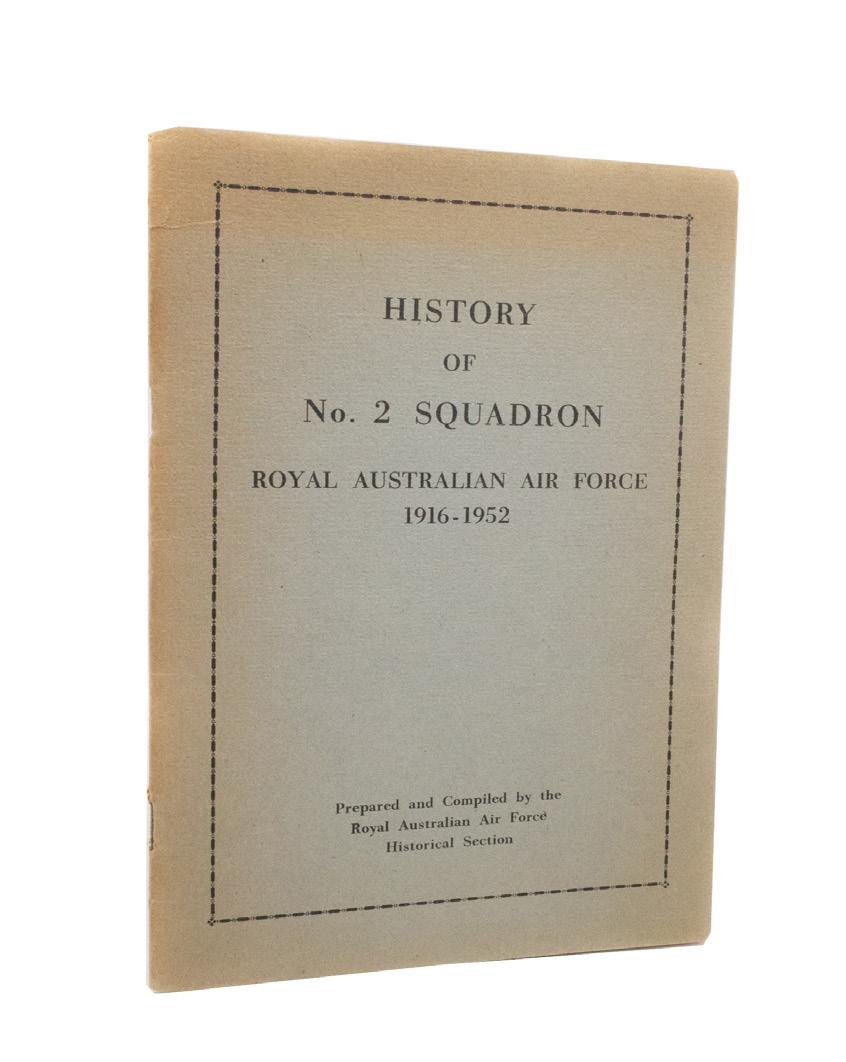 HISTORY
OF
No. 2 SQUADRON
ROYAL AUSTRALIAN AIR FORCE
1916-1952
Prepared and Compiled by the
Royal Australian Air Force
Historical Section